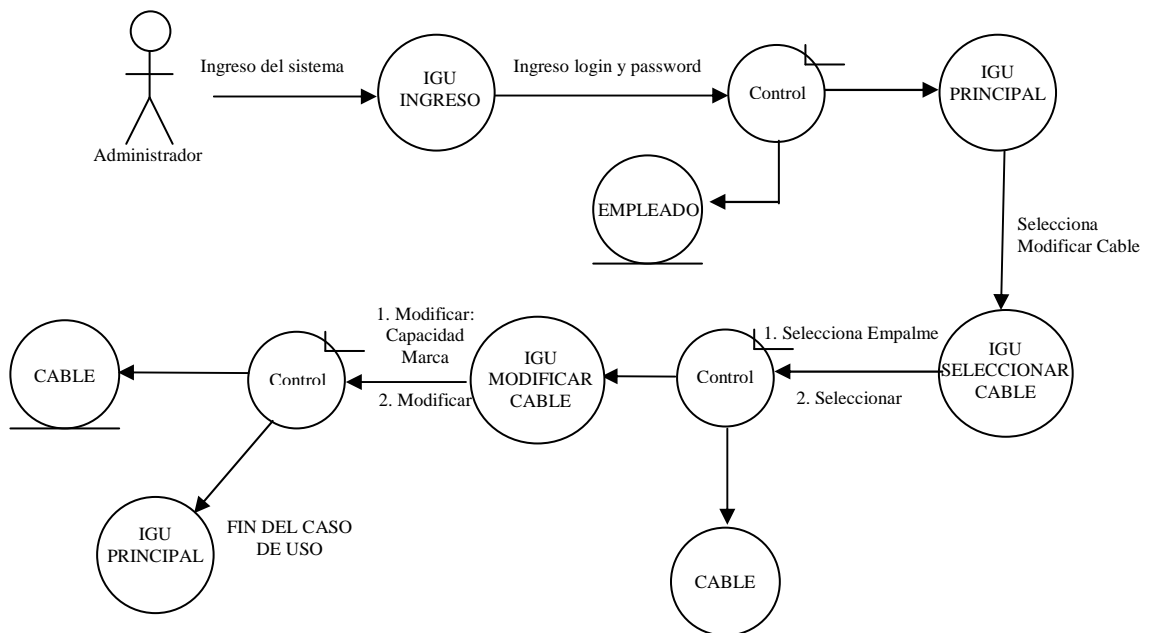 Ingreso del sistema
IGU
INGRESO
Ingreso login y password
Control
IGU
PRINCIPAL
Administrador
EMPLEADO
Selecciona
Modificar Cable
CABLE
Control
1. Modificar:
Capacidad
Marca
2. Modificar
IGU
MODIFICAR
CABLE
Control
1. Selecciona Empalme
2. Seleccionar
IGU
SELECCIONAR
CABLE
IGU
PRINCIPAL
FIN DEL CASO
DE USO
CABLE